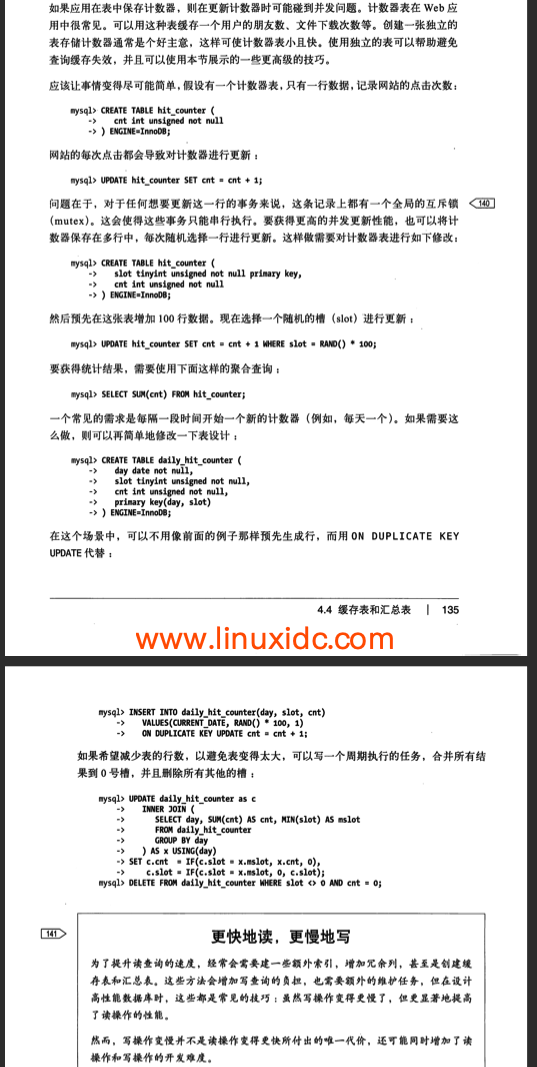 如果应用在表中保存计数器，则在更新计数器时可能碰到并发问题。计数器表在 Web 应
用中很常见。可以用这种表缓存一个用户的朋友数、文件下载次数等。创建一张独立的
表存储计数器通常是个好主意，这样可使计数器表小且快。使用独立的表可以帮助避免
查询缓存失效，并且可以使用本节展示的一些更高级的技巧。
应该让事情变得尽可能简单，假设有一个计数器表，只有一行数据，记录网站的点击次数：
mysql> CREATE TABLE hit_counter (
-> cnt int unsigned not null
-> ) ENGINE=InnoDB;
网站的每次点击都会导致对计数器进行更新：
mysql> UPDATE hit_counter SET cnt = cnt + 1;
问题在于，对于任何想要更新这一行的事务来说，这条记录上都有一个全局的互斥锁
140
(mutex)。这会使得这些事务只能串行执行。要获得更高的并发更新性能，也可以将计
数器保存在多行中，每次随机选择一行进行更新。这样做需要对计数器表进行如下修改：
mysql> CREATE TABLE hit_counter (
-> slot tinyint unsigned not null primary key,
-> cnt int unsigned not null
-> ) ENGINE=InnoDB;
然后预先在这张表增加 100 行数据。现在选择一个随机的槽（slot）进行更新：
mysql> UPDATE hit_counter SET cnt = cnt + 1 WHERE slot = RAND() * 100;
要获得统计结果，需要使用下面这样的聚合查询：
mysql> SELECT SUM(cnt) FROM hit_counter;
一个常见的需求是每隔一段时间开始一个新的计数器（例如，每天一个）。如果需要这
么做，则可以再简单地修改一下表设计：
mysql> CREATE TABLE daily_hit_counter (
-> day date not null,
-> slot tinyint unsigned not null,
-> cnt int unsigned not null,
-> primary key(day, slot)
-> ) ENGINE=InnoDB;
在这个场景中，可以不用像前面的例子那样预先生成行，而用 ON DUPLICATE KEY
UPDATE 代替：
4.4 缓存表和汇总表 | 135
www.linuxidc.com
mysql> INSERT INTO daily_hit_counter(day, slot, cnt)
-> VALUES(CURRENT_DATE, RAND() * 100, 1)
-> ON DUPLICATE KEY UPDATE cnt = cnt + 1;
如果希望减少表的行数，以避免表变得太大，可以写一个周期执行的任务，合并所有结
果到 0 号槽，并且删除所有其他的槽：
mysql> UPDATE daily_hit_counter as c
-> INNER JOIN (
-> SELECT day, SUM(cnt) AS cnt, MIN(slot) AS mslot
-> FROM daily_hit_counter
-> GROUP BY day
-> ) AS x USING(day)
-> SET c.cnt = IF(c.slot = x.mslot, x.cnt, 0),
-> c.slot = IF(c.slot = x.mslot, 0, c.slot);
mysql> DELETE FROM daily_hit_counter WHERE slot <> 0 AND cnt = 0;
141
更快地读，更慢地写
为了提升读查询的速度，经常会需要建一些额外索引，增加冗余列，甚至是创建缓
存表和汇总表。这些方法会增加写查询的负担，也需要额外的维护任务，但在设计
高性能数据库时，这些都是常见的技巧：虽然写操作变得更慢了，但更显著地提高
了读操作的性能。
然而，写操作变慢并不是读操作变得更快所付出的唯一代价，还可能同时增加了读
操作和写操作的开发难度。